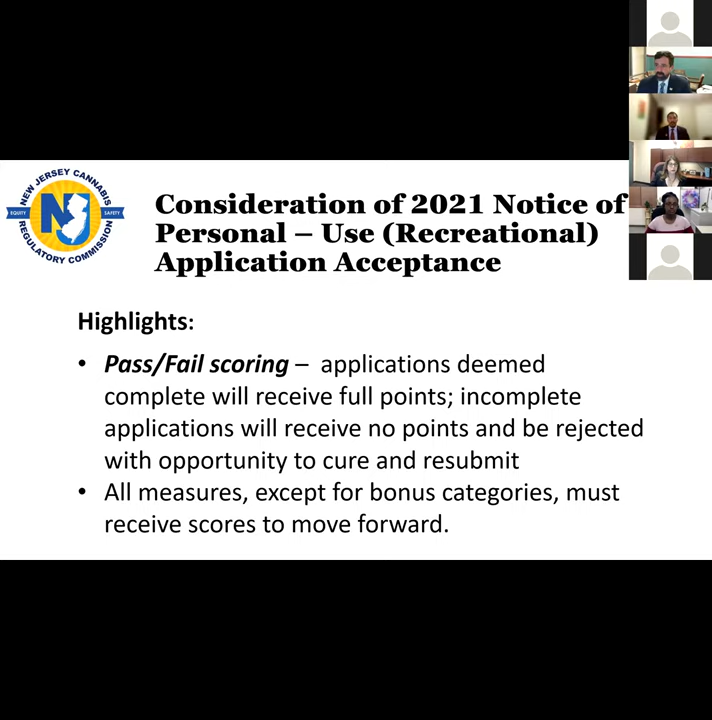 NEW JERSEY CANNABIS
EQUITY
SAFETY
REGULATORY COMMISSION
Consideration of 2021 Notice of
Personal – Use (Recreational)
Application Acceptance
Highlights:
• Pass/Fail scoring – applications deemed
complete will receive full points; incomplete
applications will receive no points and be rejected
with opportunity to cure and resubmit
• All measures, except for bonus categories, must
receive scores to move forward.